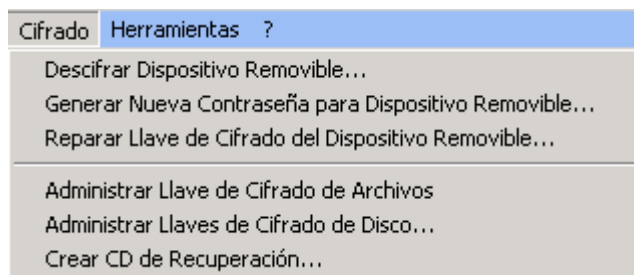 Cifrado Herramientas ?
Descifrar Dispositivo Removible...
Generar Nueva Contraseña para Dispositivo Removible...
Reparar Llave de Cifrado del Dispositivo Removible...
Administrar Llave de Cifrado de Archivos
Administrar Llaves de Cifrado de Disco...
Crear CD de Recuperación...